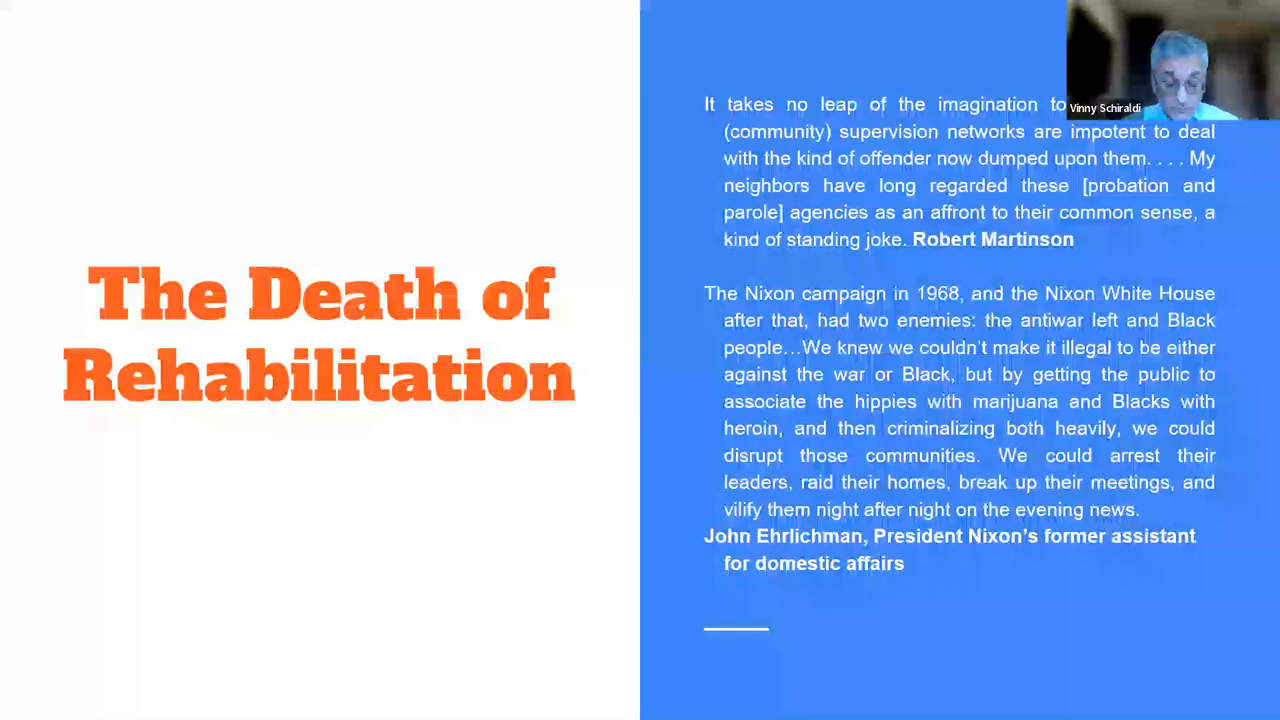 The Death of
Rehabilitation
It takes no leap of the imagination to
(community) supervision networks are impotent to deal
with the kind of offender now dumped upon them. . . . My
neighbors have long regarded these [probation and
parole] agencies as an affront to their common sense, a
kind of standing joke. Robert Martinson
The Nixon campaign in 1968, and the Nixon White House
after that, had two enemies: the antiwar left and Black
people…We knew we couldn't make it illegal to be either
against the war or Black, but by getting the public to
associate the hippies with marijuana and Blacks with
heroin, and then criminalizing both heavily, we could
disrupt those communities. We could arrest their
leaders, raid their homes, break up their meetings, and
vilify them night after night on the evening news.
John Ehrlichman, President Nixon’s former assistant
for domestic affairs
Vinny Schiraldi